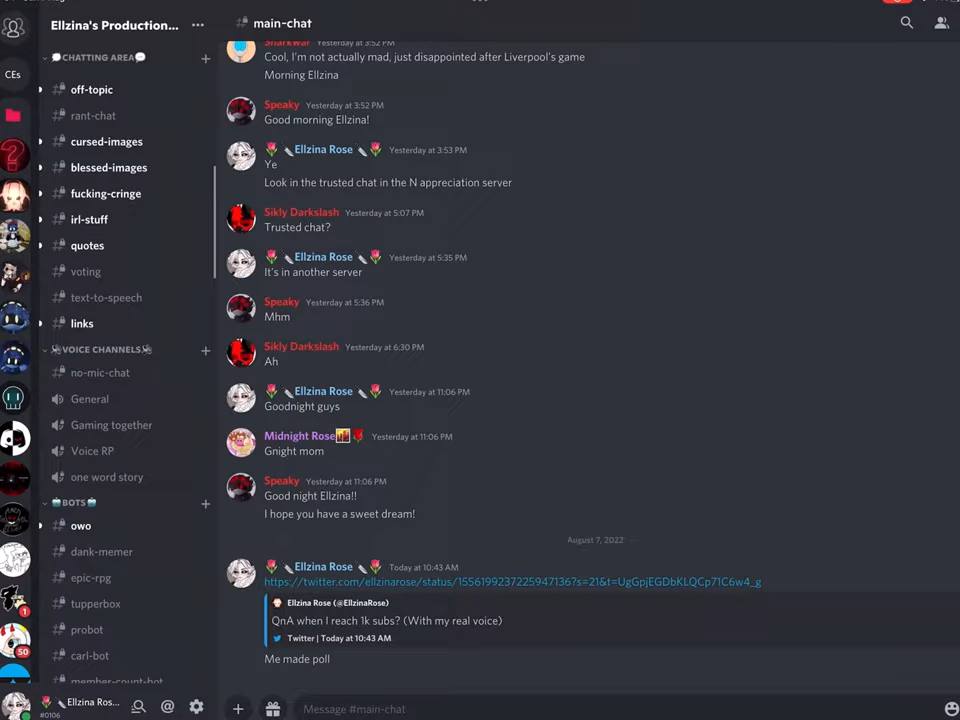 Ellzina's Production...
main-chat
CEs
CHATTING AREA
off-topic
rant-chat
cursed-images
blessed-images
fucking-cringe
irl-stuff
quotes
voting
text-to-speech
links
VOICE CHANNELS
no-mic-chat
General
Gaming together
Voice RP
one word story
BOTS
owo
dank-memer
epic-rpg
tupperbox
probot
carl-bot
member-count-bot
1
50
Ellzina Ros...
#0106
Sharkwar Yesterday at 3:52 PM
Cool, I'm not actually mad, just disappointed after Liverpool's game
Morning Ellzina
Speaky Yesterday at 3:52 PM
Good morning Ellzina!
Ellzina Rose Yesterday at 3:53 PM
Ye
Look in the trusted chat in the N appreciation server
Sikly Darkslash Yesterday at 5:07 PM
Trusted chat?
Ellzina Rose Yesterday at 5:35 PM
It's in another server
Speaky Yesterday at 5:36 PM
Mhm
Sikly Darkslash Yesterday at 6:30 PM
Ah
Ellzina Rose Yesterday at 11:06 PM
Goodnight guys
Midnight Rose Yesterday at 11:06 PM
Gnight mom
Speaky Yesterday at 11:06 PM
Good night Ellzina!!
I hope you have a sweet dream!
August 7, 2022
Ellzina Rose Today at 10:43 AM
https://twitter.com/ellzinarose/status/1556199237225947136?s=21&t=UgGpjEGDbKLQCp71C6w4_g
Ellzina Rose (@EllzinaRose)
QnA when I reach 1k subs? (With my real voice)
Twitter | Today at 10:43 AM
Me made poll
Message #main-chat